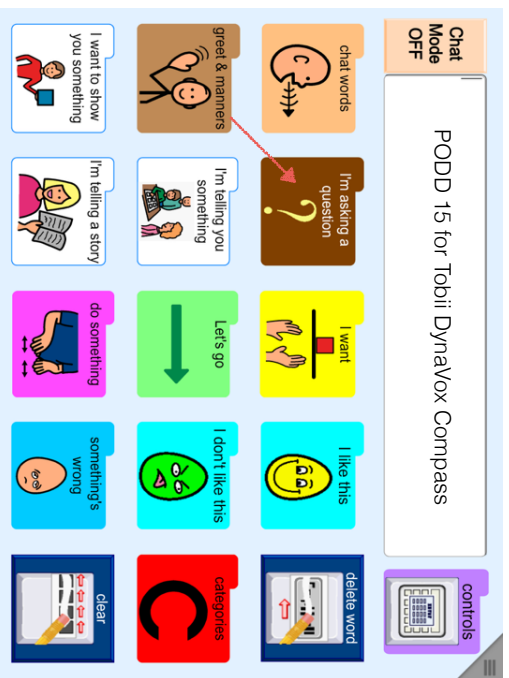 Chat
Mode
OFF
PODD 15 for Tobii DynaVox Compass
controls
chat words
I'm asking a
question
?
I want
I like this
delete word
greet & manners
I'm telling you
something
Let's go
I don't like this
categories
C
I want to show
you something
I'm telling a story
do something
something's
wrong
clear